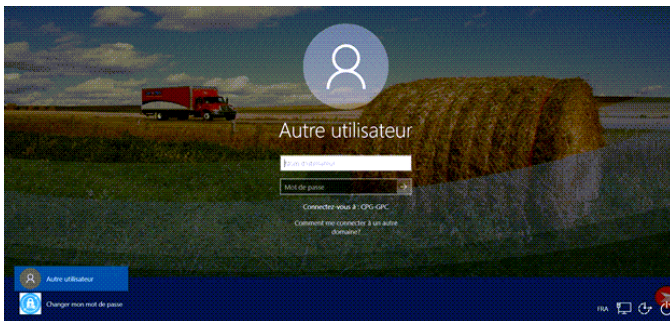 Autre utilisateur
Nom d'utilisateur
Mot de passe
Connectez-vous à : CPG-GPC
Comment me connecter à un autre
domaine?
Autre utilisateur
Changer mon mot de passe
FRA